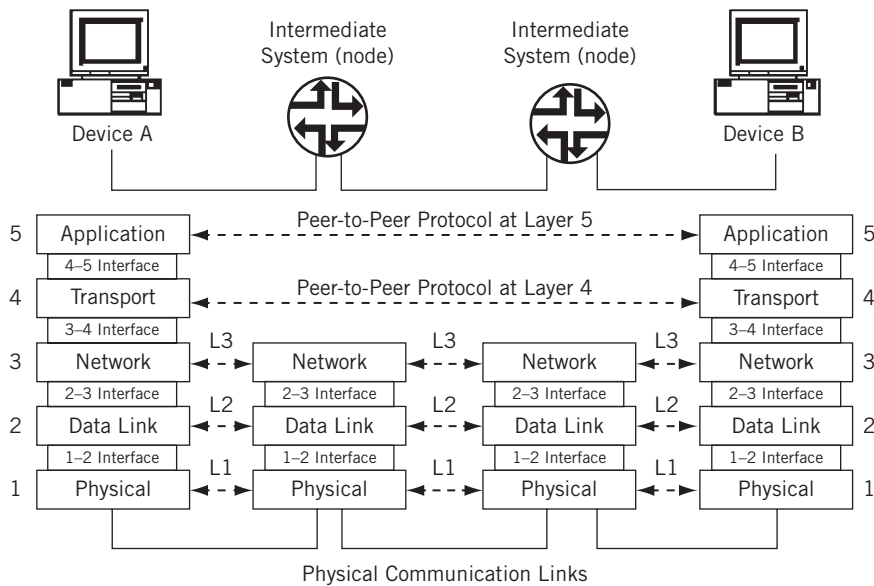 Intermediate
System (node)
Intermediate
System (node)
Device A
Device B
5 Application Peer-to-Peer Protocol at Layer 5 Application 5
4–5 Interface 4–5 Interface
4 Transport Peer-to-Peer Protocol at Layer 4 Transport 4
3–4 Interface 3–4 Interface
L3 L3 L3
3 Network Network Network Network 3
2–3 Interface 2–3 Interface 2–3 Interface 2–3 Interface
L2 L2 L2
2 Data Link Data Link Data Link Data Link 2
1–2 Interface 1–2 Interface 1–2 Interface 1–2 Interface
L1 L1 L1
1 Physical Physical Physical Physical 1
Physical Communication Links